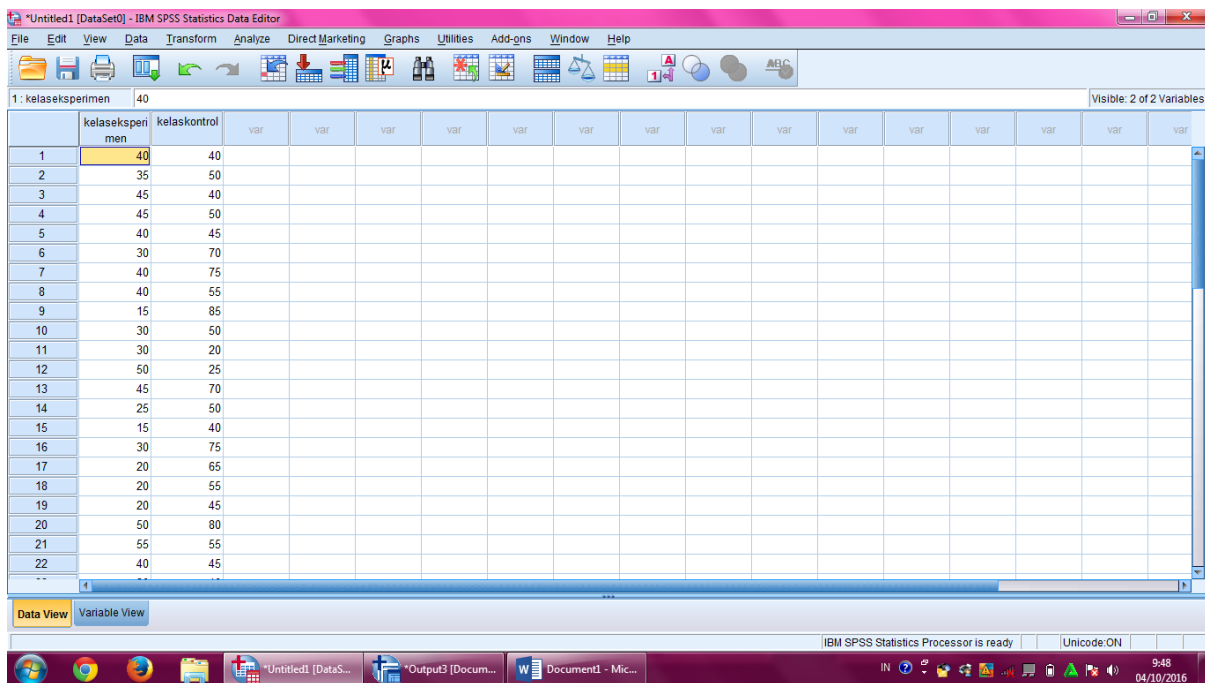 *Untitled1 [DataSet0] - IBM SPSS Statistics Data Editor
File Edit View Data Transform Analyze Direct Marketing Graphs Utilities Add-ons Window Help
1 : kelaseksperimen 40 Visible: 2 of 2 Variables
kelaseksperi kelaskontrol var var var var var var var var var var var var var var var
men
1 40 40
2 35 50
3 45 40
4 45 50
5 40 45
6 30 70
7 40 75
8 40 55
9 15 85
10 30 50
11 30 20
12 50 25
13 45 70
14 25 50
15 15 40
16 30 75
17 20 65
18 20 55
19 20 45
20 50 80
21 55 55
22 40 45
Data View Variable View
IBM SPSS Statistics Processor is ready Unicode:ON
*Untitled1 [DataS... *Output3 [Docum... Document1 - Mic... IN 9:48
04/10/2016